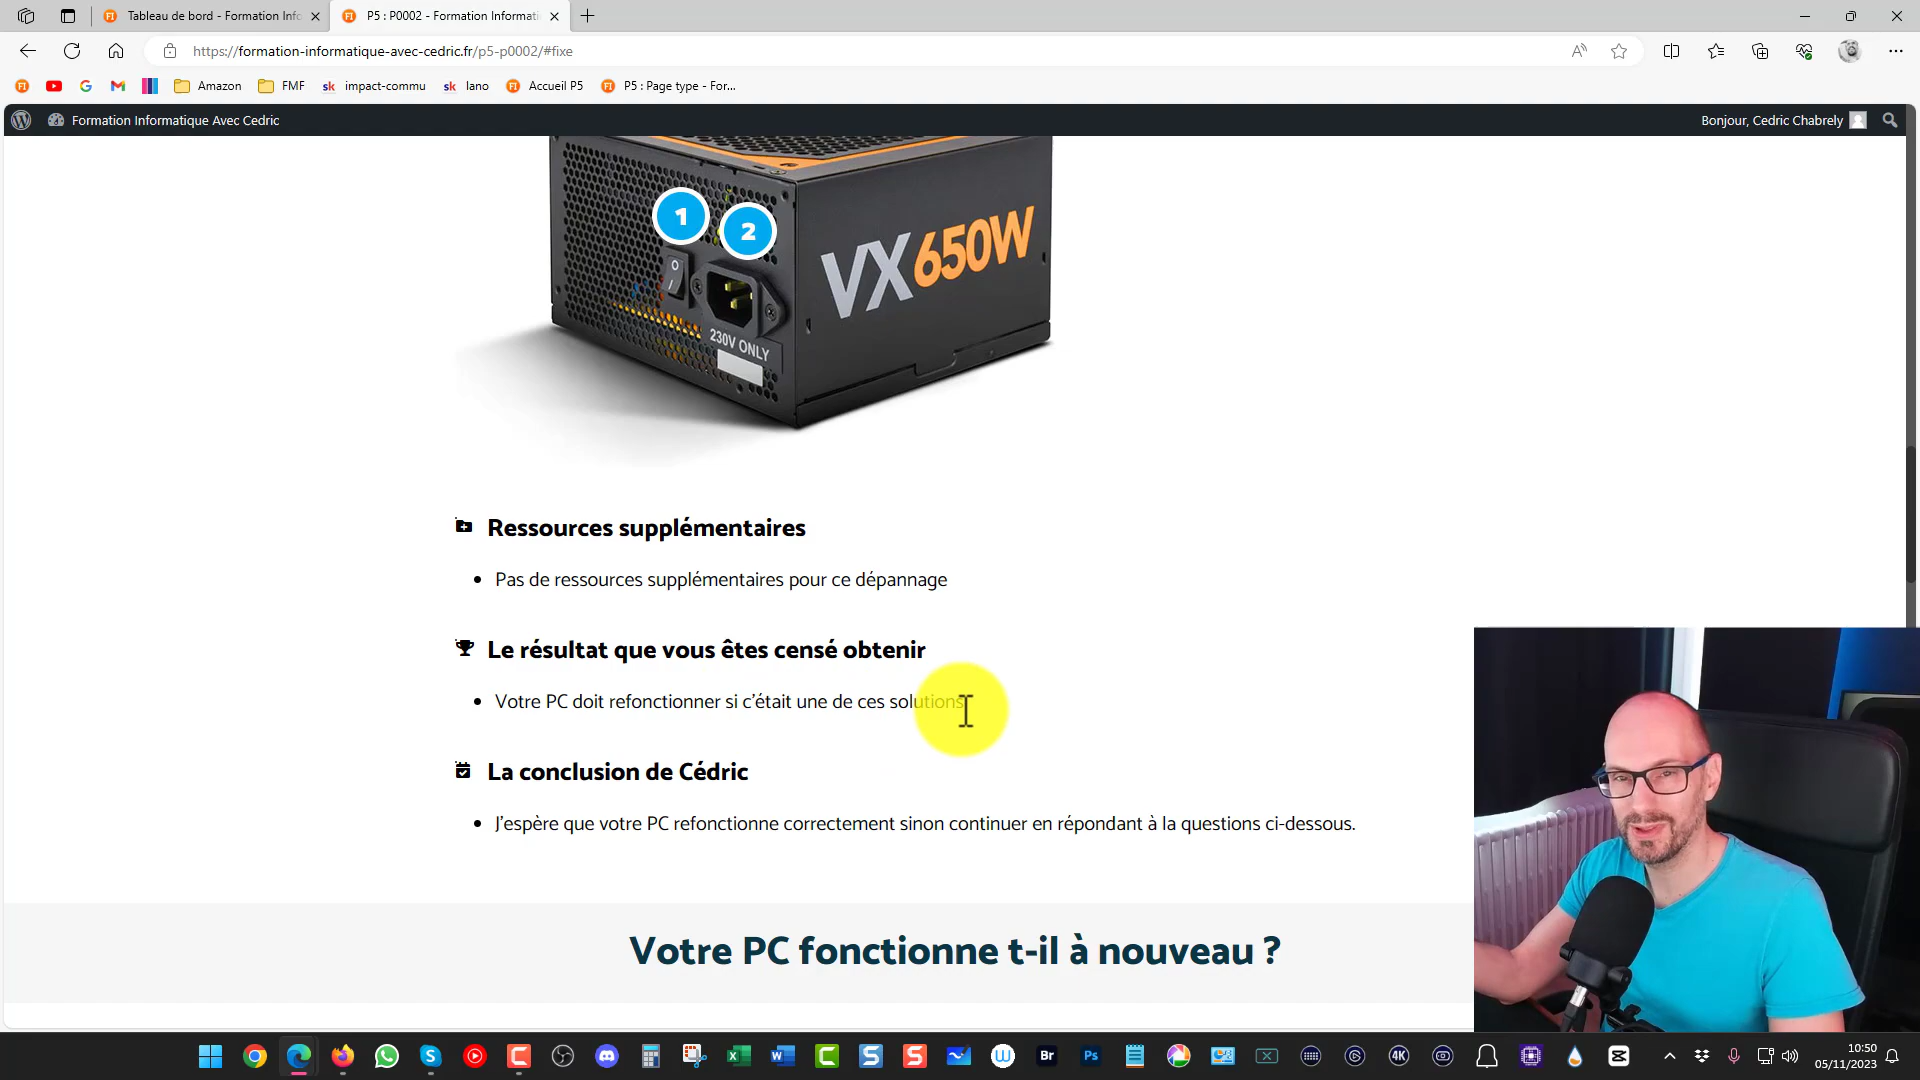 Tableau de bord - Formation Info
P5 : P0002 - Formation Informati
https://formation-informatique-avec-cedric.fr/p5-p0002/#fixe
Amazon
FMF
sk impact-commu
sk lano
Accueil P5
P5 : Page type - For...
Formation Informatique Avec Cedric
Bonjour, Cedric Chabrely
1
2
VX650W
230V ONLY
Ressources supplémentaires
Pas de ressources supplémentaires pour ce dépannage
Le résultat que vous êtes censé obtenir
Votre PC doit refonctionner si c'était une de ces solutions
La conclusion de Cédric
J'espère que votre PC refonctionne correctement sinon continuer en répondant à la questions ci-dessous.
Votre PC fonctionne t-il à nouveau ?
10:50
05/11/2023